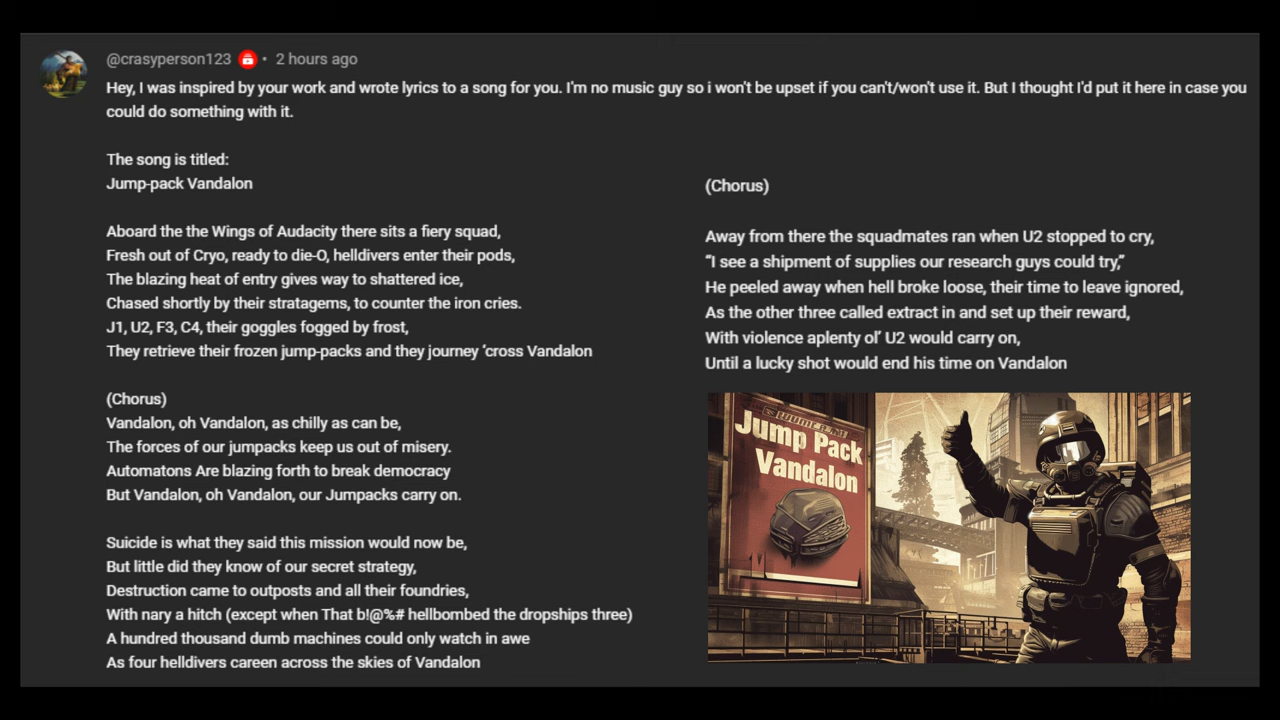 @crasyperson123 • 2 hours ago
Hey, I was inspired by your work and wrote lyrics to a song for you. I'm no music guy so i won't be upset if you can't/won't use it. But I thought I'd put it here in case you
could do something with it.
The song is titled:
Jump-pack Vandalon
Aboard the the Wings of Audacity there sits a fiery squad,
Fresh out of Cryo, ready to die-O, helldivers enter their pods,
The blazing heat of entry gives way to shattered ice,
Chased shortly by their stratagems, to counter the iron cries.
J1, U2, F3, C4, their goggles fogged by frost,
They retrieve their frozen jump-packs and they journey ‘cross Vandalon
(Chorus)
Vandalon, oh Vandalon, as chilly as can be,
The forces of our jumpacks keep us out of misery.
Automatons Are blazing forth to break democracy
But Vandalon, oh Vandalon, our Jumpacks carry on.
Suicide is what they said this mission would now be,
But little did they know of our secret strategy,
Destruction came to outposts and all their foundries,
With nary a hitch (except when That b!@%# hellbombed the dropships three)
A hundred thousand dumb machines could only watch in awe
As four helldivers careen across the skies of Vandalon
(Chorus)
Away from there the squadmates ran when U2 stopped to cry,
“I see a shipment of supplies our research guys could try,”
He peeled away when hell broke loose, their time to leave ignored,
As the other three called extract in and set up their reward,
With violence aplenty ol’ U2 would carry on,
Until a lucky shot would end his time on Vandalon
Jump Pack
Vandalon